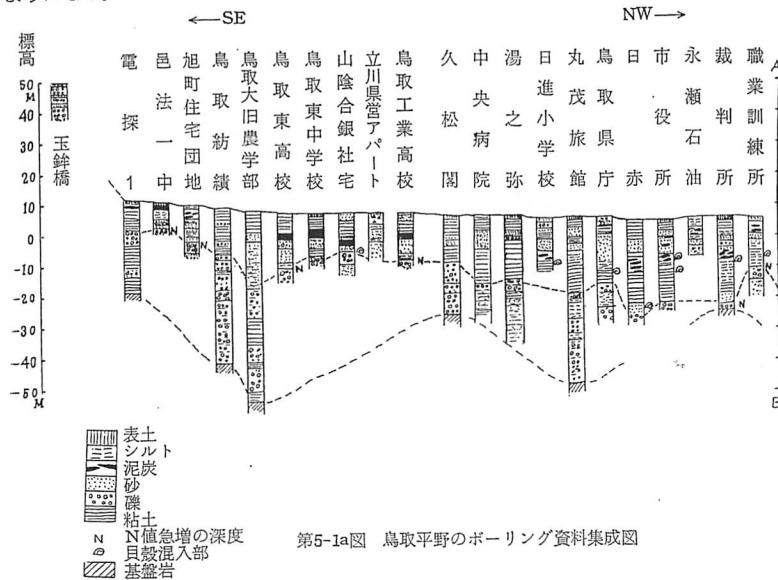 ←SE
NW→
標高
玉鉾橋
電探1
邑法一中
旭町住宅団地
鳥取紡績
鳥取大旧農学部
鳥取東高校
鳥取東中学校
山陰合銀社宅
立川県営アパート
鳥取工業高校
久松閣
中央病院
湯之弥
日進小学校
丸茂旅館
鳥取県庁
日赤
市役所
永瀬石油
裁判所
職業訓練所
50
M
40
30
20
10
0
-10
-20
-30
-40
-50
M
A
B
N
N
N
N
N
N
N
表土
シルト
泥炭
砂
礫
粘土
N N値急増の深度
貝殻混入部
基盤岩
第5-1a図 鳥取平野のボーリング資料集成図